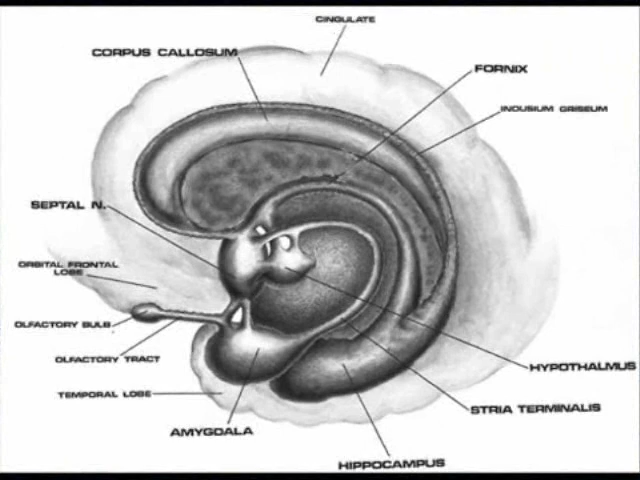 CINGULATE
CORPUS CALLOSUM
FORNIX
INDUSIUM GRISEUM
SEPTAL N.
ORBITAL FRONTAL
LOBE
OLFACTORY BULB
OLFACTORY TRACT
HYPOTHALMUS
TEMPORAL LOBE
STRIA TERMINALIS
AMYGDALA
HIPPOCAMPUS